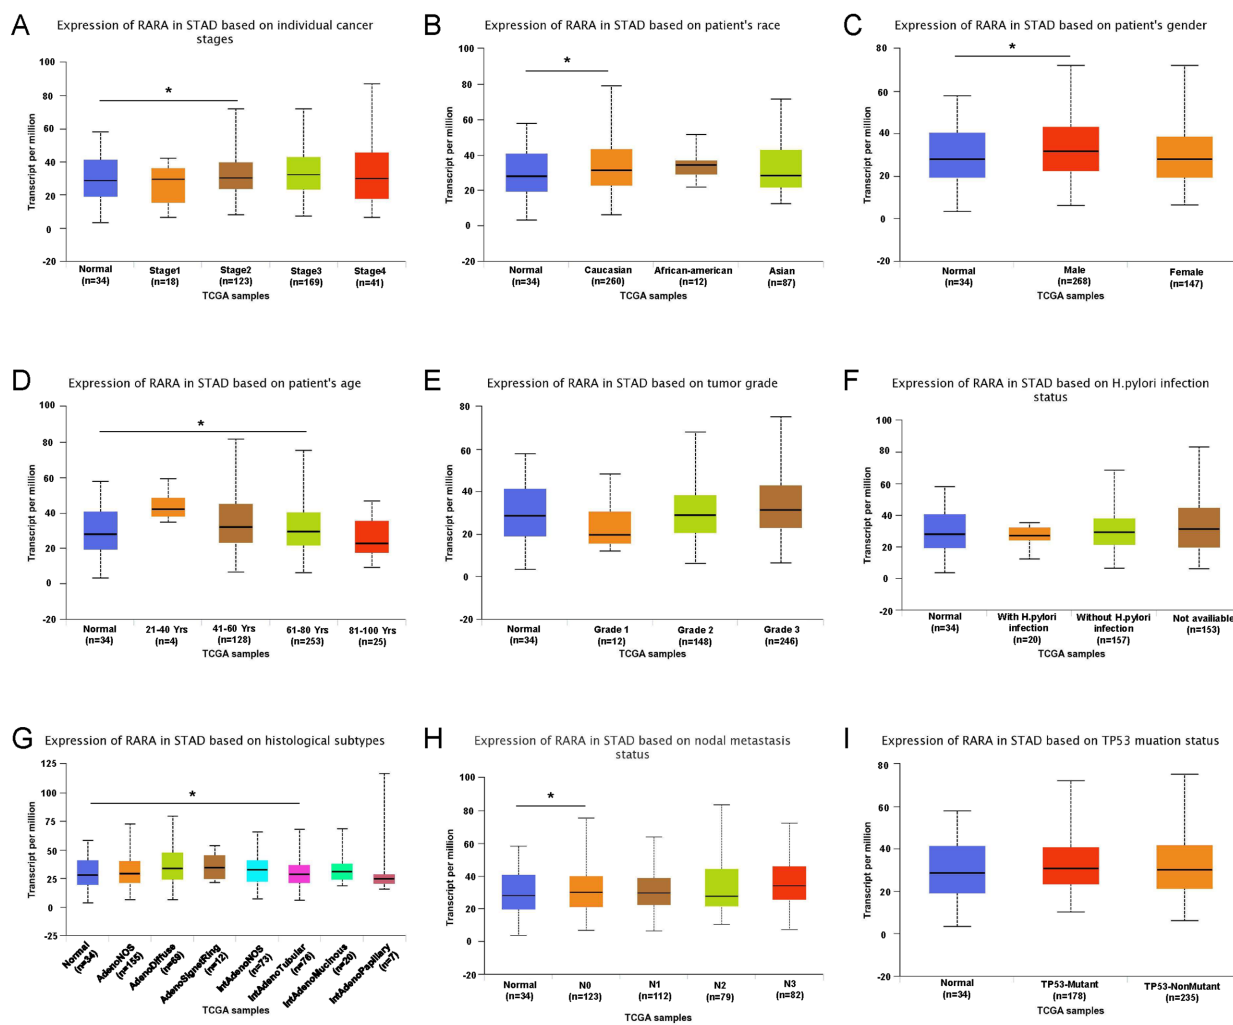 A
Expression of RARA in STAD based on individual cancer
stages
Transcript per million
100
80
60
40
20
0
-20
*
Normal
(n=34)
Stage1
(n=18)
Stage2
(n=123)
Stage3
(n=169)
Stage4
(n=41)
TCGA samples
B
Expression of RARA in STAD based on patient's race
Transcript per million
100
80
60
40
20
0
-20
*
Normal
(n=34)
Caucasian
(n=260)
African-american
(n=12)
Asian
(n=87)
TCGA samples
C
Expression of RARA in STAD based on patient's gender
Transcript per million
80
60
40
20
0
-20
*
Normal
(n=34)
Male
(n=268)
Female
(n=147)
TCGA samples
D
Expression of RARA in STAD based on patient's age
Transcript per million
100
80
60
40
20
0
-20
*
Normal
(n=34)
21-40 Yrs
(n=4)
41-60 Yrs
(n=128)
61-80 Yrs
(n=253)
81-100 Yrs
(n=25)
TCGA samples
E
Expression of RARA in STAD based on tumor grade
Transcript per million
80
60
40
20
0
-20
Normal
(n=34)
Grade 1
(n=12)
Grade 2
(n=148)
Grade 3
(n=246)
TCGA samples
F
Expression of RARA in STAD based on H.pylori infection
status
Transcript per million
100
80
60
40
20
0
-20
Normal
(n=34)
With H.pylori
infection
(n=20)
Without H.pylori
infection
(n=157)
Not availiable
(n=153)
TCGA samples
G
Expression of RARA in STAD based on histological subtypes
Transcript per million
125
100
75
50
25
0
-25
*
Normal
(n=34)
AdenoNOS
(n=155)
AdenoDiffuse
(n=69)
AdenoSignetRing
(n=12)
IntAdenoNOS
(n=73)
IntAdenoTubular
(n=76)
IntAdenoMucinous
(n=20)
IntAdenoPapillary
(n=7)
TCGA samples
H
Expression of RARA in STAD based on nodal metastasis
status
Transcript per million
100
80
60
40
20
0
-20
*
Normal
(n=34)
N0
(n=123)
N1
(n=112)
N2
(n=79)
N3
(n=82)
TCGA samples
I
Expression of RARA in STAD based on TP53 muation status
Transcript per million
80
60
40
20
0
-20
Normal
(n=34)
TP53-Mutant
(n=178)
TP53-NonMutant
(n=235)
TCGA samples